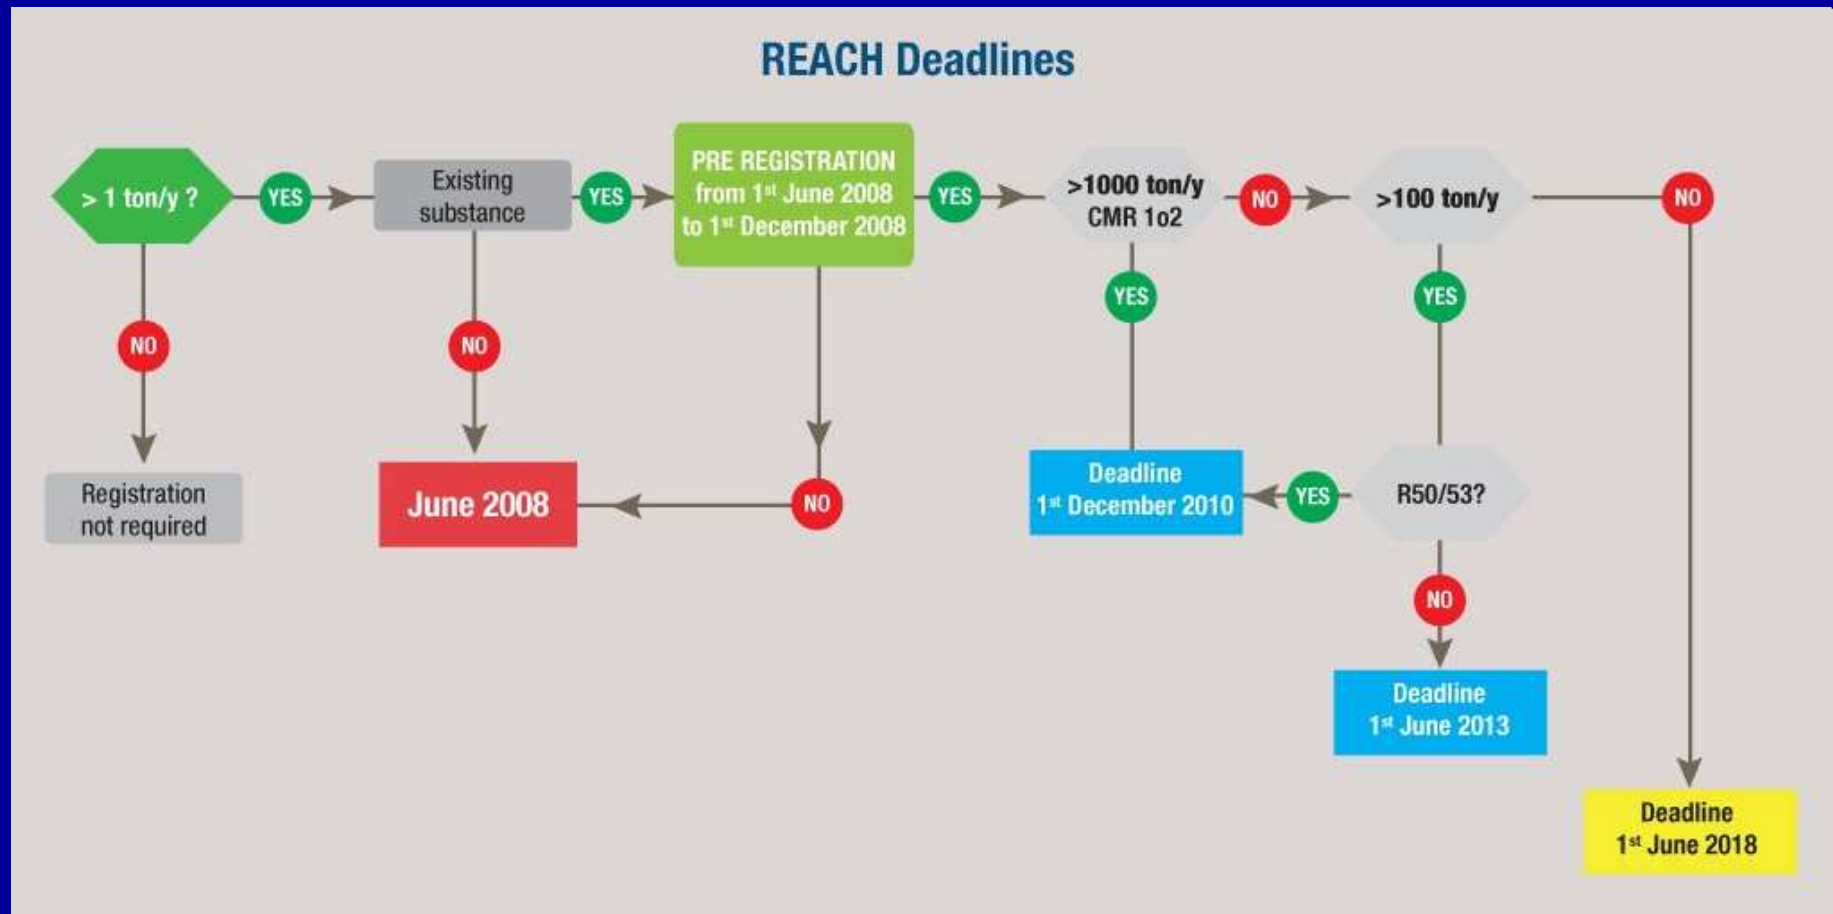 REACH Deadlines
> 1 ton/y ?
YES
Existing
substance
YES
PRE REGISTRATION
from 1st June 2008
to 1st December 2008
YES
>1000 ton/y
CMR 1o2
NO
>100 ton/y
NO
YES
YES
NO
NO
Registration
not required
June 2008
NO
Deadline
1st December 2010
YES
R50/53?
NO
Deadline
1st June 2013
Deadline
1st June 2018